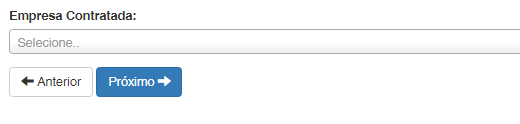 Empresa Contratada:
Selecione..
Anterior Próximo